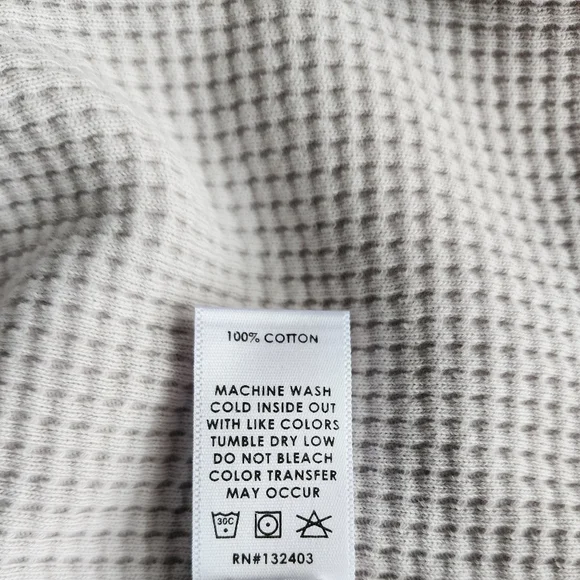 100% COTTON
MACHINE WASH
COLD INSIDE OUT
WITH LIKE COLORS
TUMBLE DRY LOW
DO NOT BLEACH
COLOR TRANSFER
MAY OCCUR
30C
RN#132403